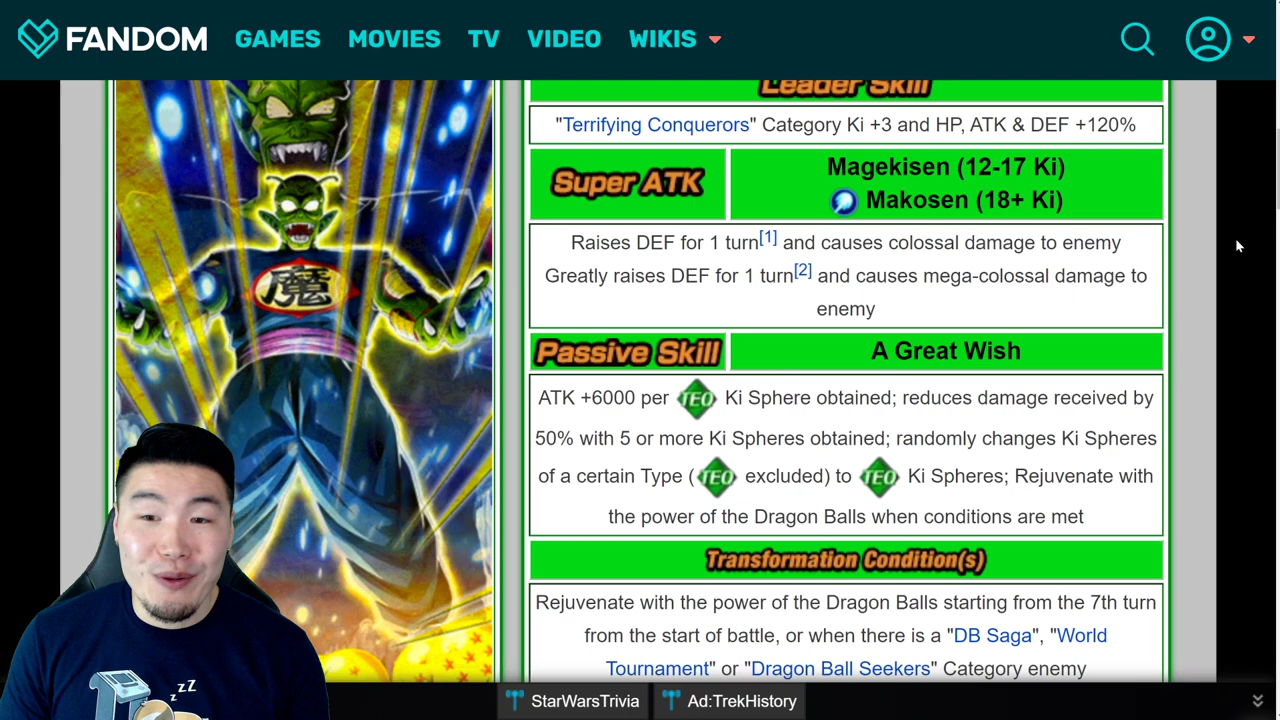 FANDOM GAMES MOVIES TV VIDEO WIKIS
Leader Skill
"Terrifying Conquerors" Category Ki +3 and HP, ATK & DEF +120%
Super ATK
Magekisen (12-17 Ki)
Makosen (18+ Ki)
Raises DEF for 1 turn[1] and causes colossal damage to enemy
Greatly raises DEF for 1 turn[2] and causes mega-colossal damage to
enemy
魔
Passive Skill
A Great Wish
ATK +6000 per TEQ Ki Sphere obtained; reduces damage received by
50% with 5 or more Ki Spheres obtained; randomly changes Ki Spheres
of a certain Type (TEQ excluded) to TEQ Ki Spheres; Rejuvenate with
the power of the Dragon Balls when conditions are met
Transformation Condition(s)
Rejuvenate with the power of the Dragon Balls starting from the 7th turn
from the start of battle, or when there is a "DB Saga", "World
Tournament" or "Dragon Ball Seekers" Category enemy
zZZ
StarWarsTrivia
Ad:TrekHistory